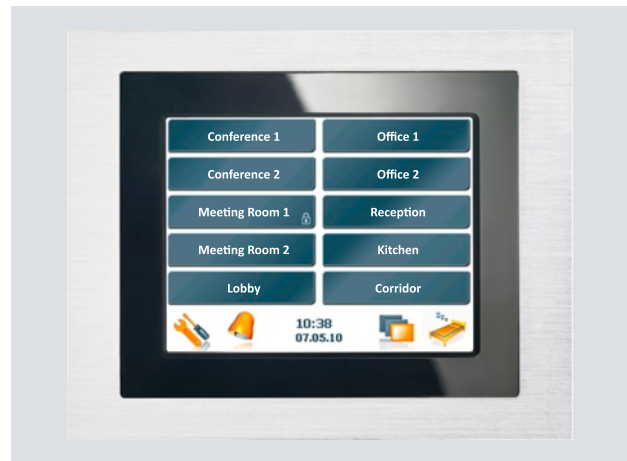 Conference 1
Office 1
Conference 2
Office 2
Meeting Room 1
Reception
Meeting Room 2
Kitchen
Lobby
Corridor
10:38
07.05.10
zzz